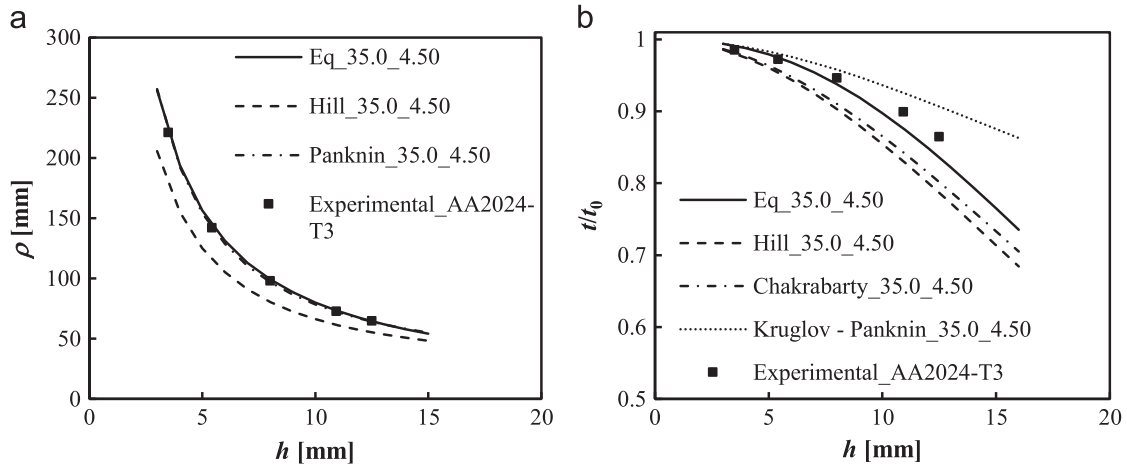 a
300
250
200
150
100
50
0
0
5
10
15
20
ρ [mm]
h [mm]
Eq_35.0_4.50
Hill_35.0_4.50
Panknin_35.0_4.50
Experimental_AA2024-
T3
b
1
0.9
0.8
0.7
0.6
0.5
0
5
10
15
20
t/t0
h [mm]
Eq_35.0_4.50
Hill_35.0_4.50
Chakrabarty_35.0_4.50
Kruglov - Panknin_35.0_4.50
Experimental_AA2024-T3